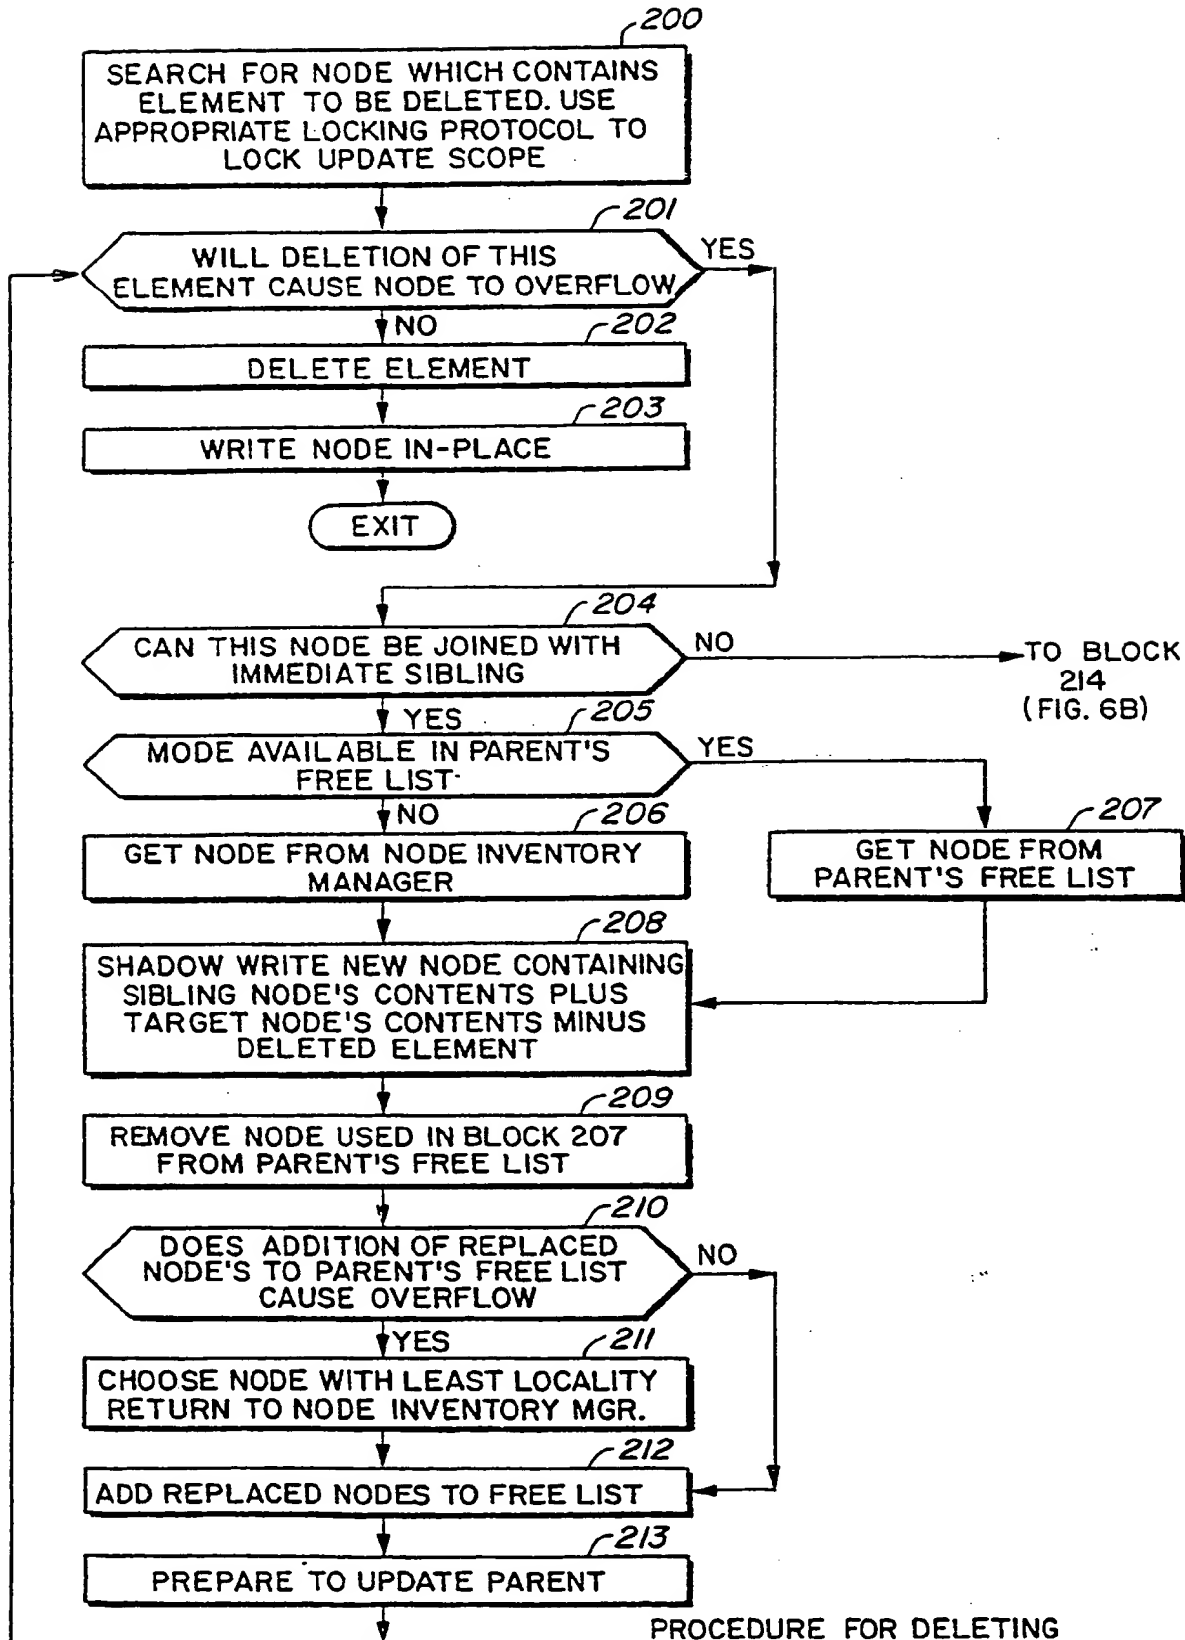 200
SEARCH FOR NODE WHICH CONTAINS
ELEMENT TO BE DELETED. USE
APPROPRIATE LOCKING PROTOCOL TO
LOCK UPDATE SCOPE
201
WILL DELETION OF THIS
ELEMENT CAUSE NODE TO OVERFLOW
YES
NO
202
DELETE ELEMENT
203
WRITE NODE IN-PLACE
EXIT
204
CAN THIS NODE BE JOINED WITH
IMMEDIATE SIBLING
NO
TO BLOCK
214
(FIG. 6B)
YES
205
MODE AVAILABLE IN PARENT'S
FREE LIST
YES
NO
206
GET NODE FROM NODE INVENTORY
MANAGER
207
GET NODE FROM
PARENT'S FREE LIST
208
SHADOW WRITE NEW NODE CONTAINING
SIBLING NODE'S CONTENTS PLUS
TARGET NODE'S CONTENTS MINUS
DELETED ELEMENT
209
REMOVE NODE USED IN BLOCK 207
FROM PARENT'S FREE LIST
210
DOES ADDITION OF REPLACED
NODE'S TO PARENT'S FREE LIST
CAUSE OVERFLOW
NO
YES
211
CHOOSE NODE WITH LEAST LOCALITY
RETURN TO NODE INVENTORY MGR.
212
ADD REPLACED NODES TO FREE LIST
213
PREPARE TO UPDATE PARENT
PROCEDURE FOR DELETING